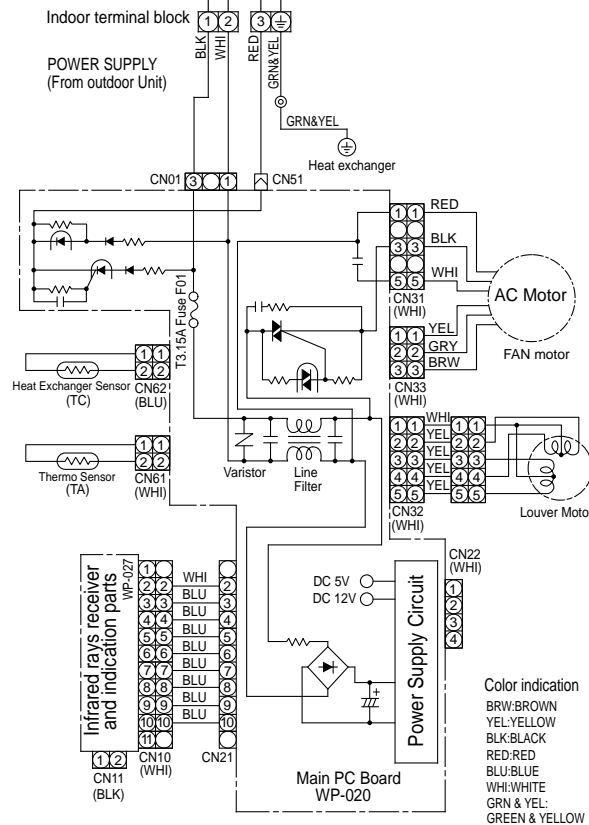 Indoor terminal block
1 2 3
BLK
WHI
RED
GRN&YEL
POWER SUPPLY
(From outdoor Unit)
GRN&YEL
Heat exchanger
CN01
3 1
CN51
T3.15A Fuse F01
1 1
3 3
5 5
RED
BLK
WHI
CN31
(WHI)
AC Motor
FAN motor
1 1
2 2
3 3
YEL
GRY
BRW
CN33
(WHI)
1 1
2 2
Heat Exchanger Sensor
(TC)
CN62
(BLU)
1 1
2 2
Thermo Sensor
(TA)
CN61
(WHI)
Varistor
Line
Filter
1 1 WHI 1 1
2 2 YEL 2 2
3 3 YEL 3 3
4 4 YEL 4 4
5 5 YEL 5 5
CN32
(WHI)
Louver Moto
CN22
(WHI)
1
2
3
4
Infrared rays receiver
and indication parts
WP-027
1
2 2 WHI 2
3 3 BLU 3
4 4 BLU 4
5 5 BLU 5
6 6 BLU 6
7 7 BLU 7
8 8 BLU 8
9 9 BLU 9
10 10 BLU 10
11
CN10
(WHI)
CN21
1 2
CN11
(BLK)
DC 5V
DC 12V
+
Power Supply Circuit
Main PC Board
WP-020
Color indication
BRW:BROWN
YEL:YELLOW
BLK:BLACK
RED:RED
BLU:BLUE
WHI:WHITE
GRN & YEL:
GREEN & YELLOW